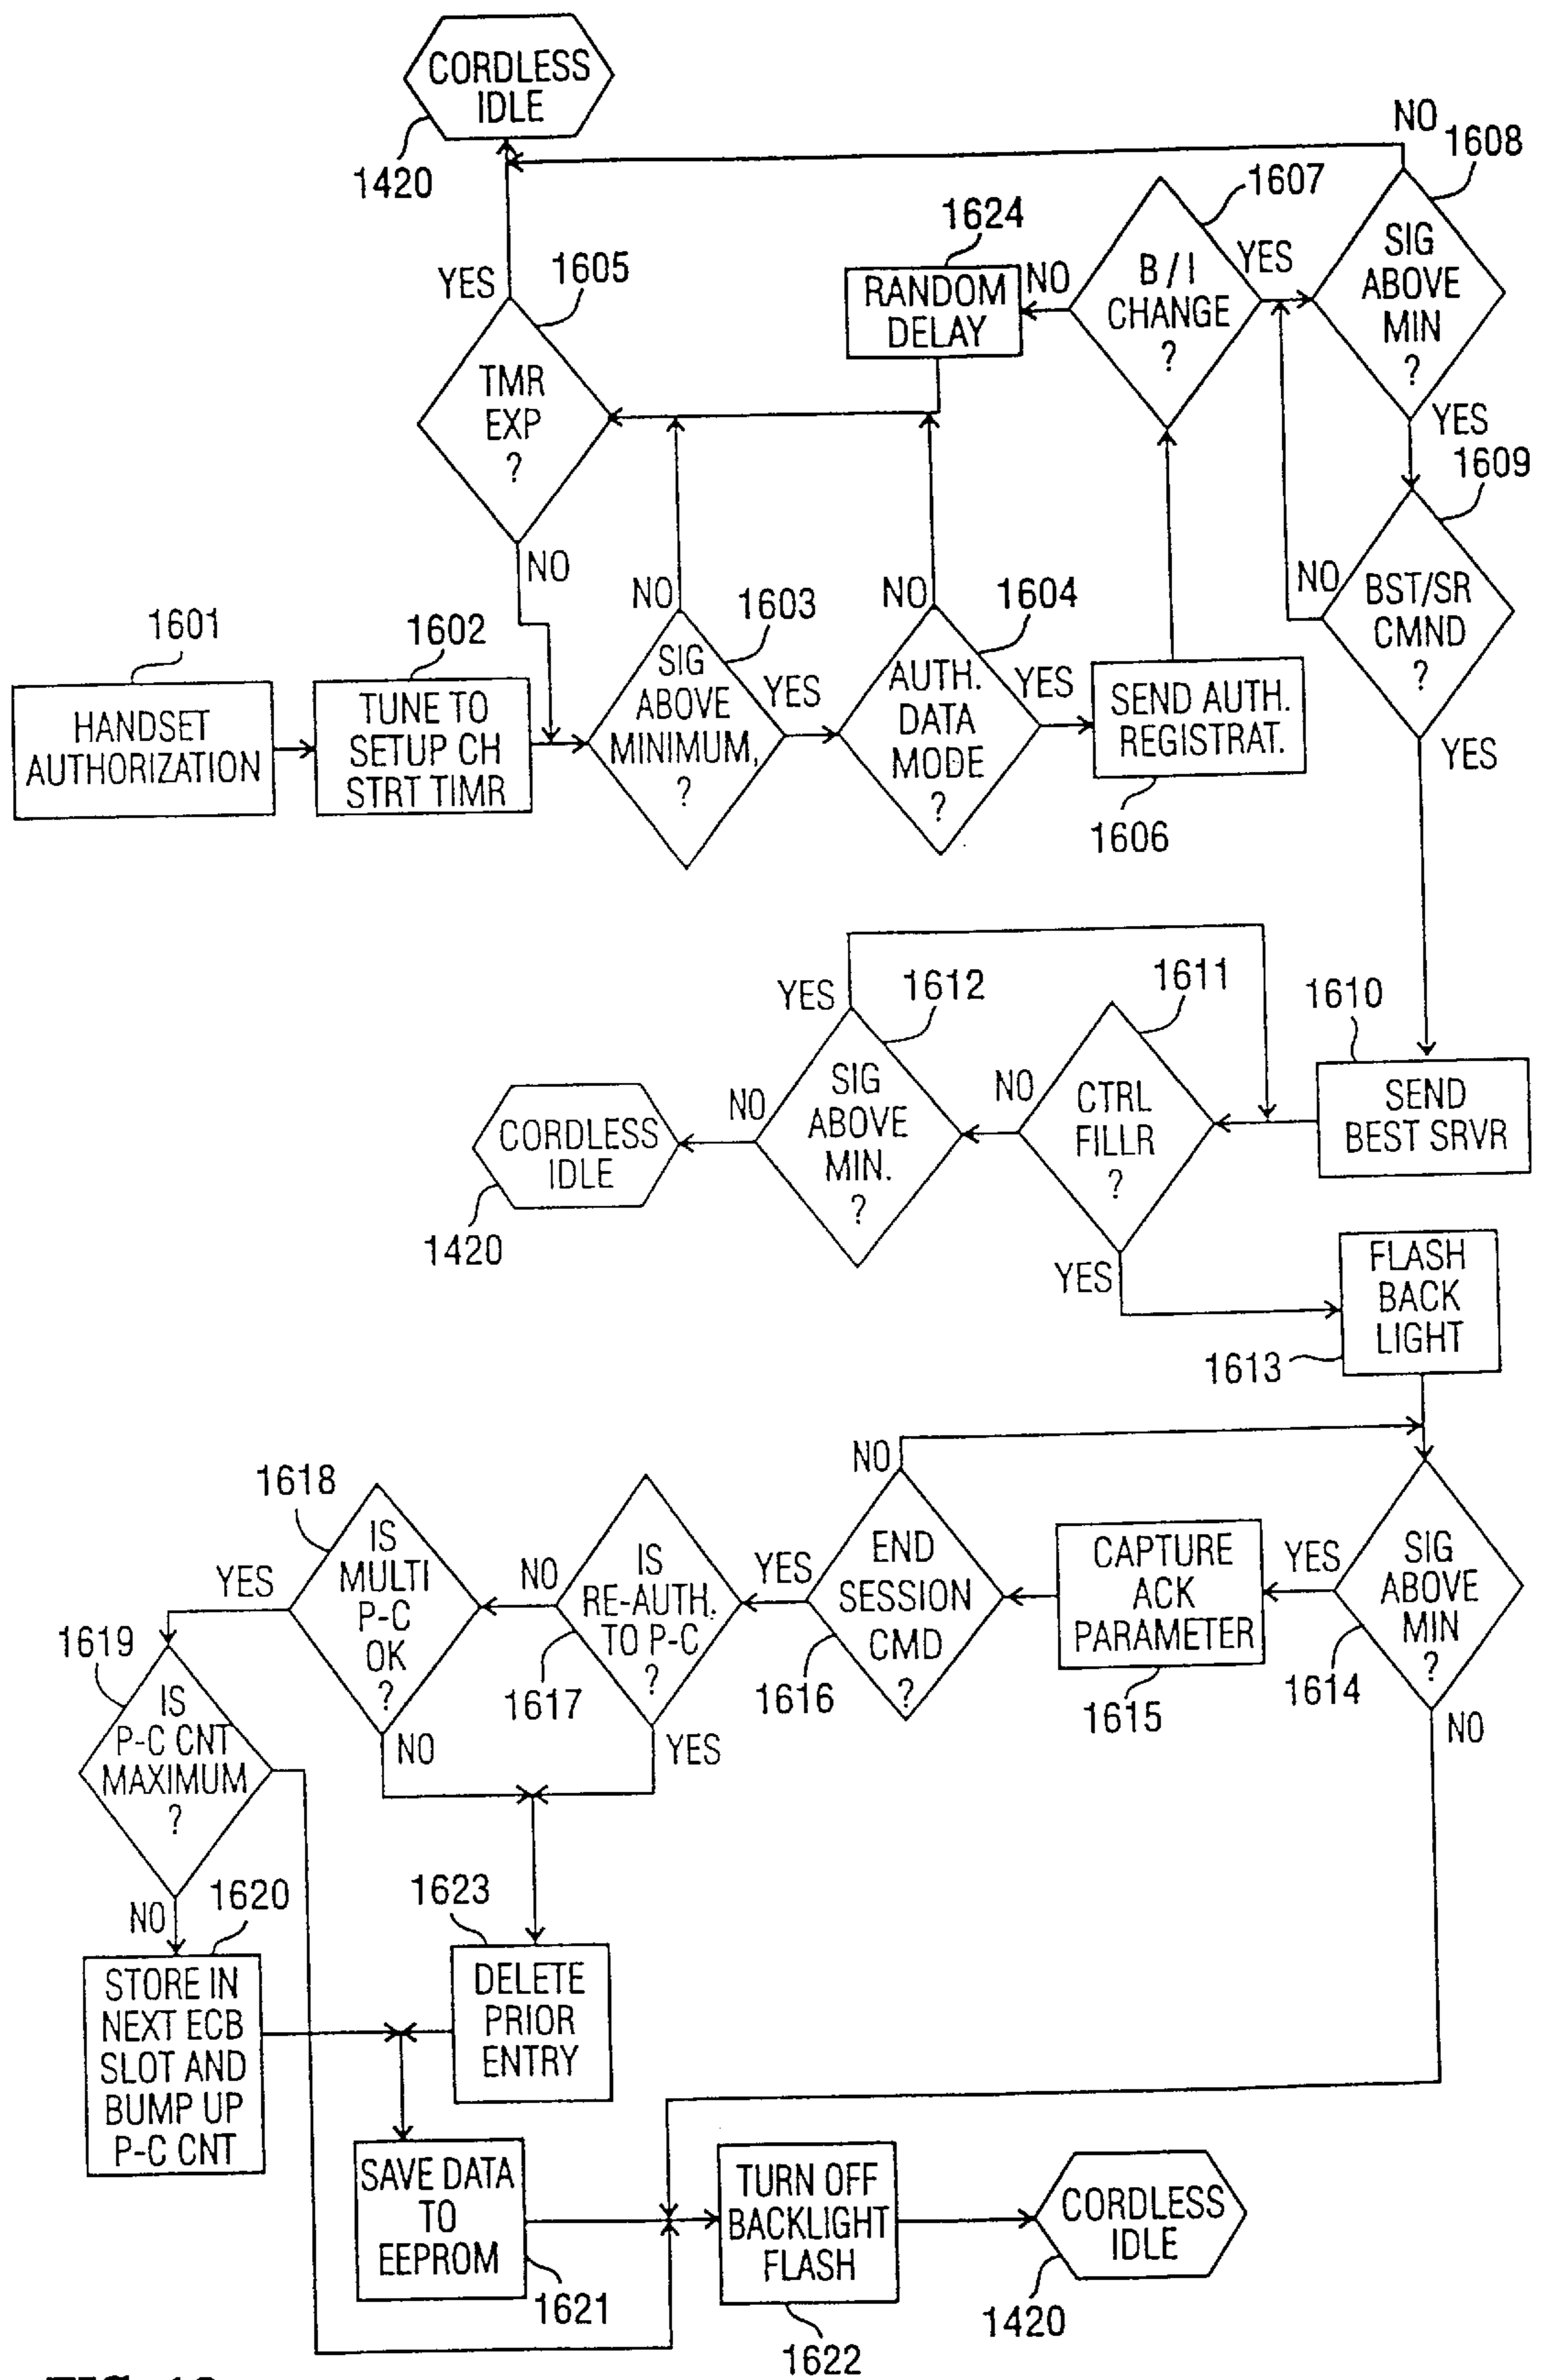 CORDLESS
IDLE
1420
NO
1608
1607
1624
SIG
ABOVE
MIN
?
YES
1605
B / I
CHANGE
?
YES
NO
RANDOM
DELAY
TMR
EXP
?
YES
1609
NO
NO
1603
NO
1604
BST/SR
CMND
?
NO
1601
1602
SIG
ABOVE
MINIMUM,
?
YES
AUTH.
DATA
MODE
?
YES
SEND AUTH.
REGISTRAT.
HANDSET
AUTHORIZATION
TUNE TO
SETUP CH
STRT TIMR
YES
1606
YES
1612
1611
1610
SIG
ABOVE
MIN.
?
NO
CTRL
FILLR
?
NO
SEND
BEST SRVR
CORDLESS
IDLE
1420
YES
FLASH
BACK
LIGHT
1613
NO
1618
IS
MULTI
P-C
OK
?
YES
NO
IS
RE-AUTH.
TO P-C
?
YES
END
SESSION
CMD
?
CAPTURE
ACK
PARAMETER
YES
SIG
ABOVE
MIN
?
1619
1617
1616
1615
1614
IS
P-C CNT
MAXIMUM
?
NO
YES
NO
NO
1620
1623
STORE IN
NEXT ECB
SLOT AND
BUMP UP
P-C CNT
DELETE
PRIOR
ENTRY
SAVE DATA
TO
EEPROM
TURN OFF
BACKLIGHT
FLASH
CORDLESS
IDLE
1621
1420
1622